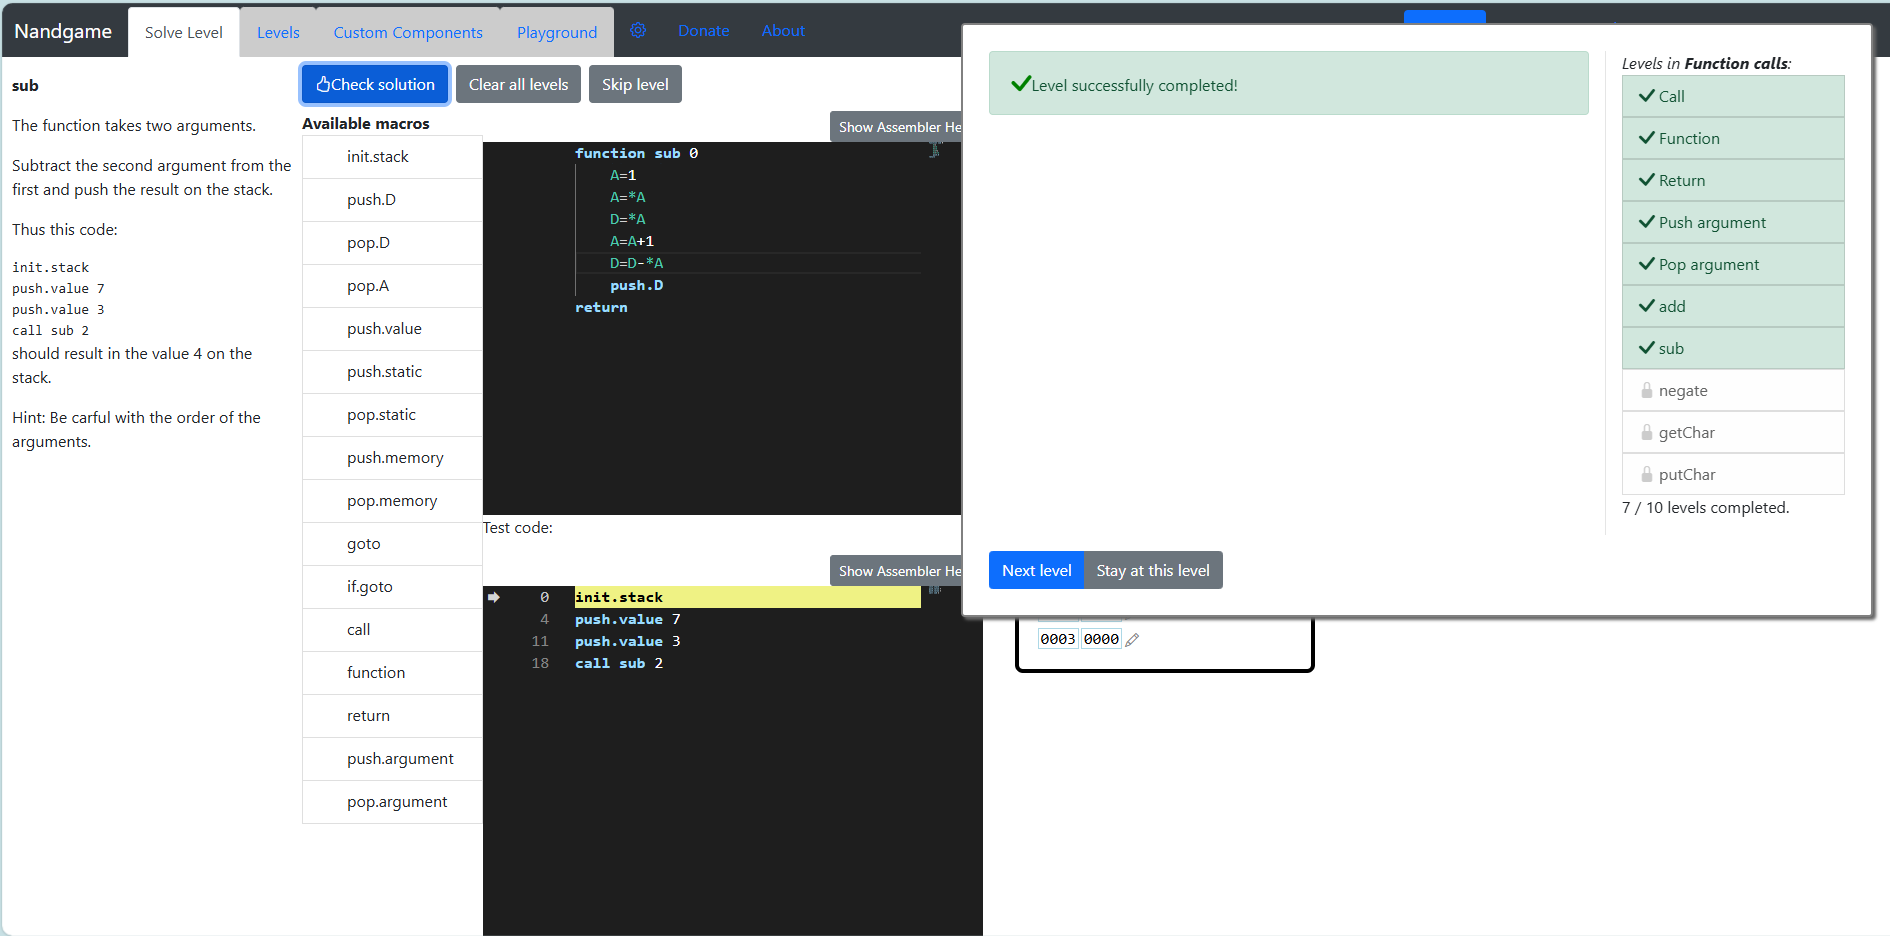 Nandgame
Solve Level
Levels
Custom Components
Playground
Donate
About
sub
The function takes two arguments.
Subtract the second argument from the
first and push the result on the stack.
Thus this code:
init.stack
push.value 7
push.value 3
call sub 2
should result in the value 4 on the
stack.
Hint: Be carful with the order of the
arguments.
Check solution
Clear all levels
Skip level
Available macros
init.stack
push.D
pop.D
pop.A
push.value
push.static
pop.static
push.memory
pop.memory
goto
if.goto
call
function
return
push.argument
pop.argument
Show Assembler He
function sub 0
A=1
A=*A
D=*A
A=A+1
D=D-*A
push.D
return
Test code:
Show Assembler He
0 init.stack
4 push.value 7
11 push.value 3
18 call sub 2
Level successfully completed!
Next level
Stay at this level
Levels in Function calls:
Call
Function
Return
Push argument
Pop argument
add
sub
negate
getChar
putChar
7 / 10 levels completed.
0003 0000